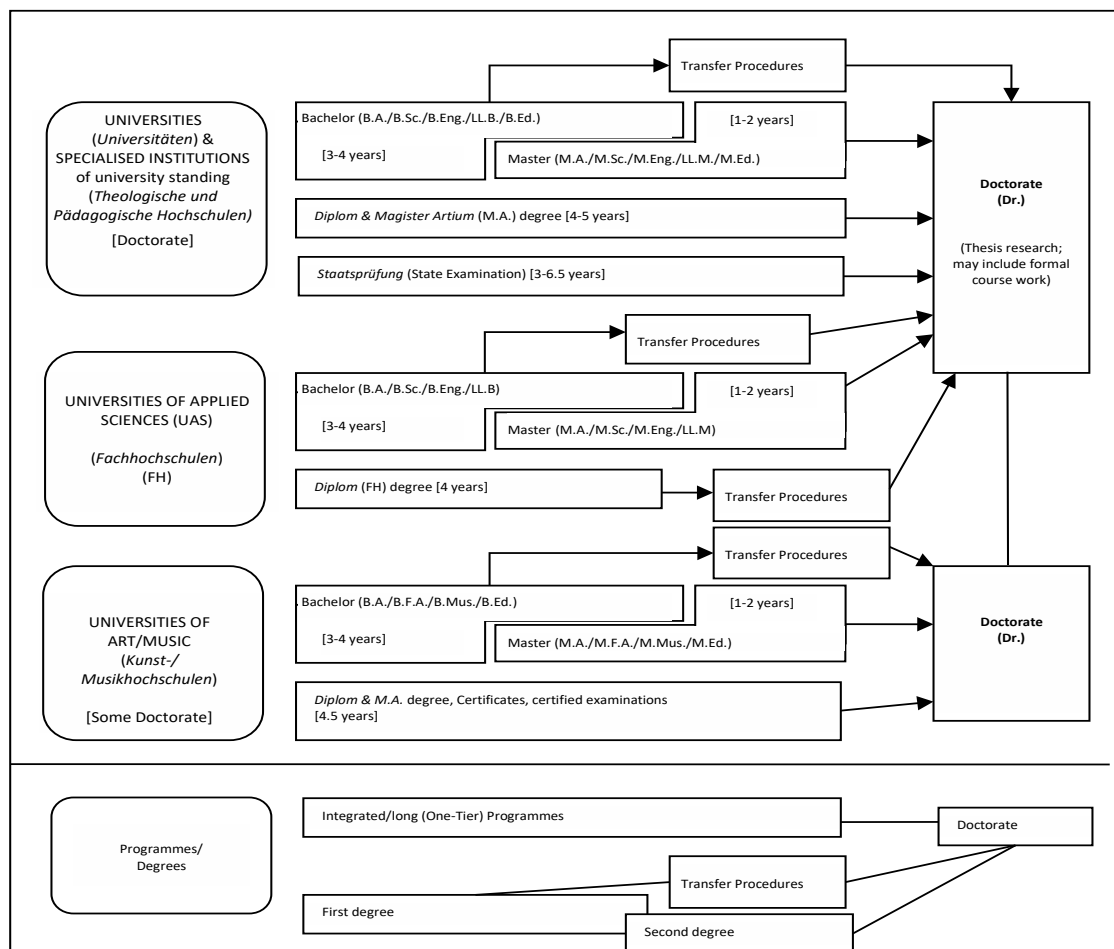 Transfer Procedures
UNIVERSITIES
(Universitäten) &
SPECIALISED INSTITUTIONS
of university standing
(Theologische und
Pädagogische Hochschulen)
[Doctorate]
Bachelor (B.A./B.Sc./B.Eng./LL.B./B.Ed.)
[3-4 years]
[1-2 years]
Master (M.A./M.Sc./M.Eng./LL.M./M.Ed.)
Diplom & Magister Artium (M.A.) degree [4-5 years]
Staatsprüfung (State Examination) [3-6.5 years]
Doctorate
(Dr.)
(Thesis research;
may include formal
course work)
Transfer Procedures
UNIVERSITIES OF APPLIED
SCIENCES (UAS)
(Fachhochschulen)
(FH)
Bachelor (B.A./B.Sc./B.Eng./LL.B)
[3-4 years]
[1-2 years]
Master (M.A./M.Sc./M.Eng./LL.M)
Diplom (FH) degree [4 years]
Transfer Procedures
Transfer Procedures
UNIVERSITIES OF
ART/MUSIC
(Kunst-/
Musikhochschulen)
[Some Doctorate]
Bachelor (B.A./B.F.A./B.Mus./B.Ed.)
[3-4 years]
[1-2 years]
Master (M.A./M.F.A./M.Mus./M.Ed.)
Diplom & M.A. degree, Certificates, certified examinations
[4.5 years]
Doctorate
(Dr.)
Programmes/
Degrees
Integrated/long (One-Tier) Programmes
Doctorate
Transfer Procedures
First degree
Second degree